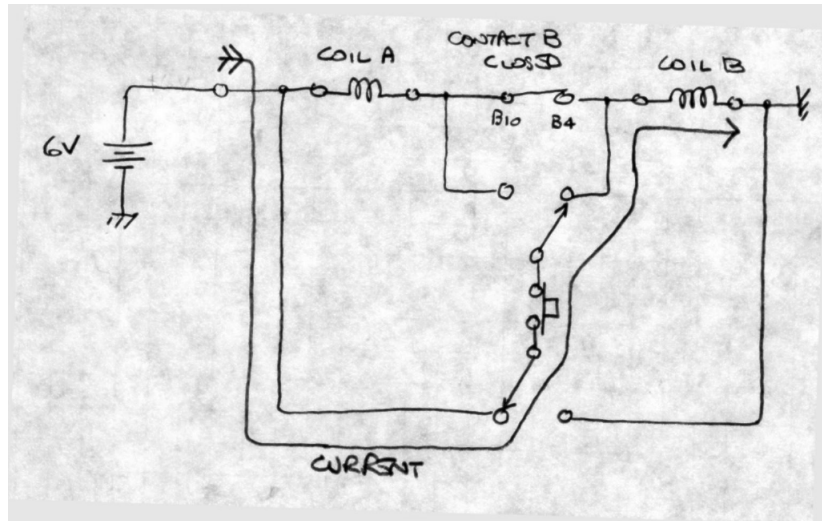 COIL A
CONTACT B
CLOSED
COIL B
B10
B4
6V
CURRENT